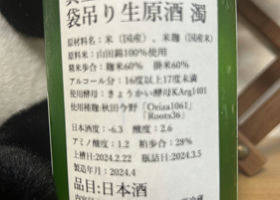 袋吊り生原酒 濁
原材料名：米（国産）、米麹（国産米）
原料米：山田錦100%使用
精米歩合：麹米60% 掛米60%
アルコール分：16度以上17度未満
使用酵母：きょうかい酵母KArg1401
使用種麹：秋田今野「Oriza1061」
「Roots36」
日本酒度：-6.3 酸度：2.6
アミノ酸度：1.2 粕歩合：28%
上槽日：2024.2.22 瓶詰日：2024.3.5
製造年月：2024.4
品目：日本酒